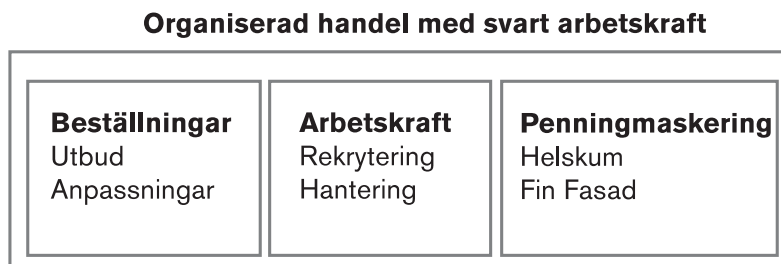 Organiserad handel med svart arbetskraft
Beställningar
Utbud
Anpassningar
Arbetskraft
Rekrytering
Hantering
Penningmaskering
Helskum
Fin Fasad